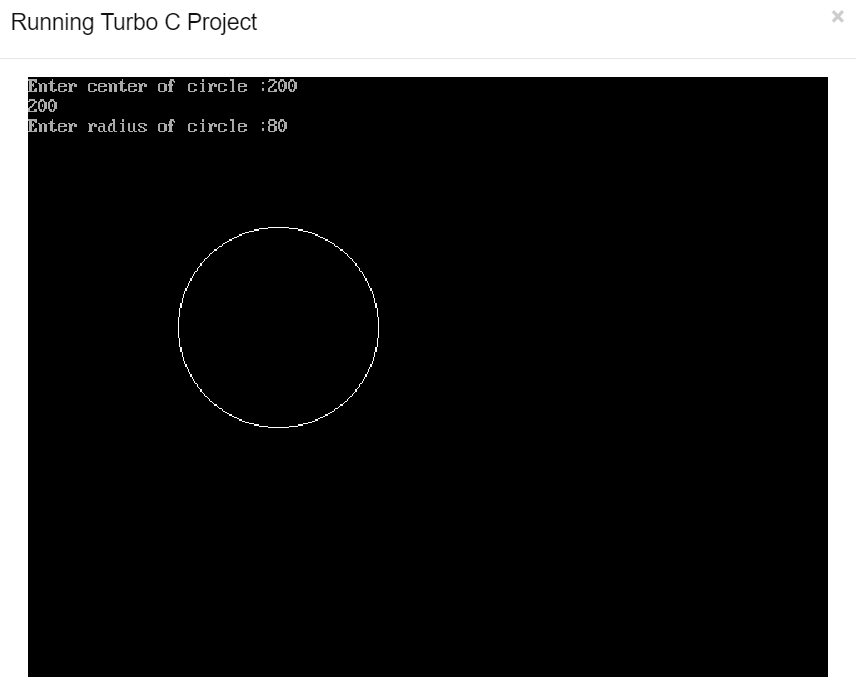 Running Turbo C Project
Enter center of circle :200
200
Enter radius of circle :80